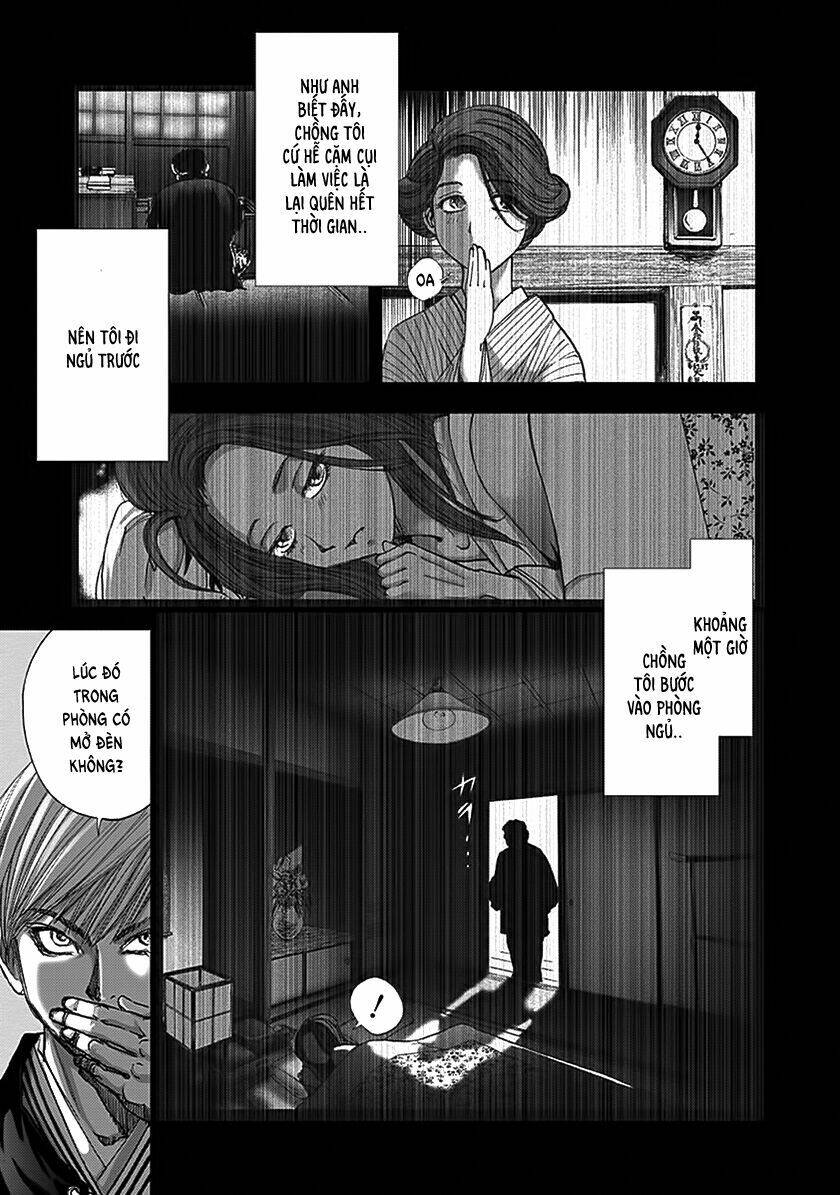 NHƯ ANH
BIẾT ĐẤY,
CHỒNG TÔI
CỨ HỄ CẶM CỤI
LÀM VIỆC LÀ
LẠI QUÊN HẾT
THỜI GIAN..
OA
NÊN TÔI ĐI
NGỦ TRƯỚC
KHOẢNG
MỘT GIỜ
CHỒNG
TÔI BƯỚC
VÀO PHÒNG
NGỦ..
LÚC ĐÓ
TRONG
PHÒNG CÓ
MỞ ĐÈN
KHÔNG?
!